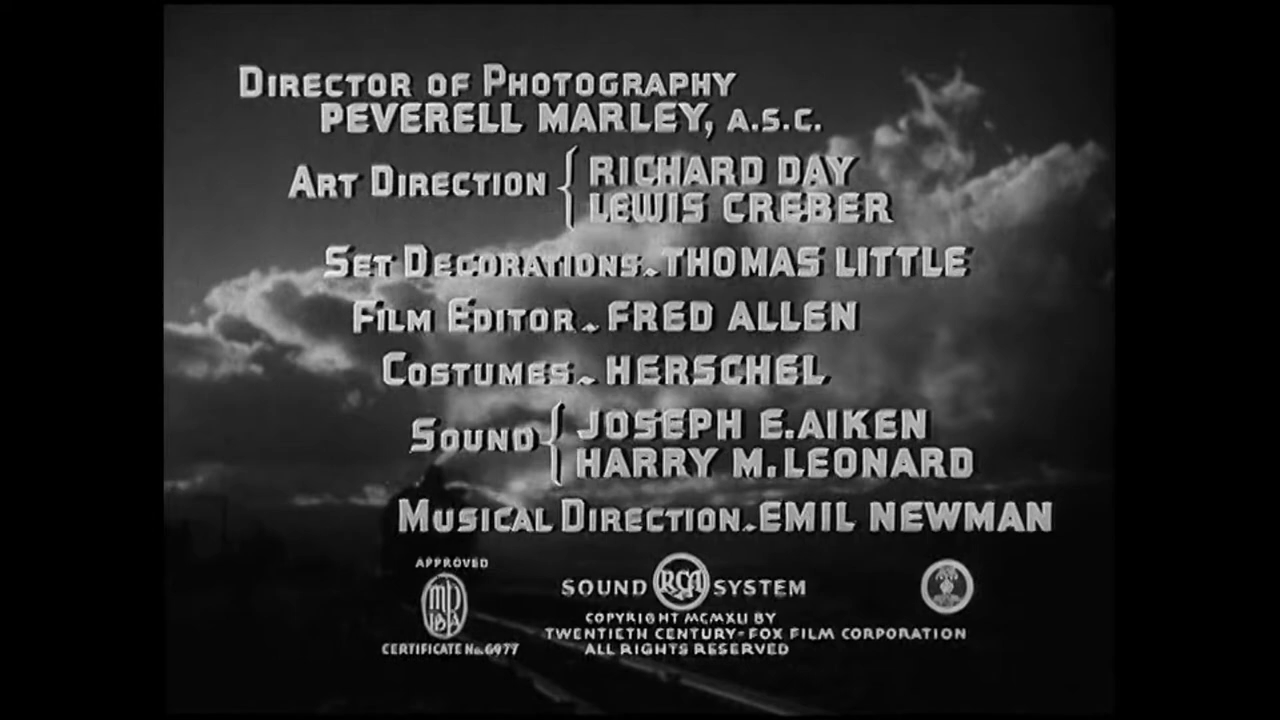 DIRECTOR OF PHOTOGRAPHY
PEVERELL MARLEY, A.S.C.
ART DIRECTION { RICHARD DAY
LEWIS CREBER
SET DECORATIONS~THOMAS LITTLE
FILM EDITOR~FRED ALLEN
COSTUMES~HERSCHEL
SOUND { JOSEPH E. AIKEN
HARRY M. LEONARD
MUSICAL DIRECTION~EMIL NEWMAN
APPROVED
MPPDA
CERTIFICATE No. 6977
SOUND RCA SYSTEM
COPYRIGHT MCMXLI BY
TWENTIETH CENTURY-FOX FILM CORPORATION
ALL RIGHTS RESERVED